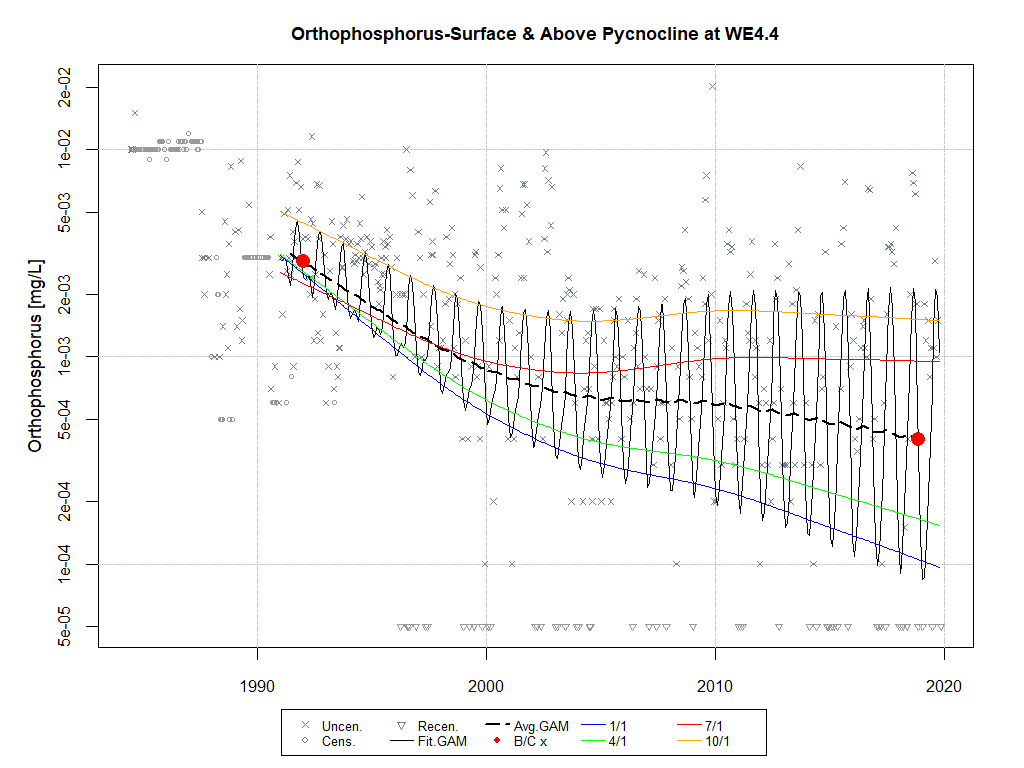 Orthophosphorus-Surface & Above Pycnocline at WE4.4
Orthophosphorus [mg/L]
2e-02
1e-02
5e-03
2e-03
1e-03
5e-04
2e-04
1e-04
5e-05
1990 2000 2010 2020
Uncen. Recen. Avg.GAM 1/1 7/1
Cens. Fit.GAM B/C x 4/1 10/1